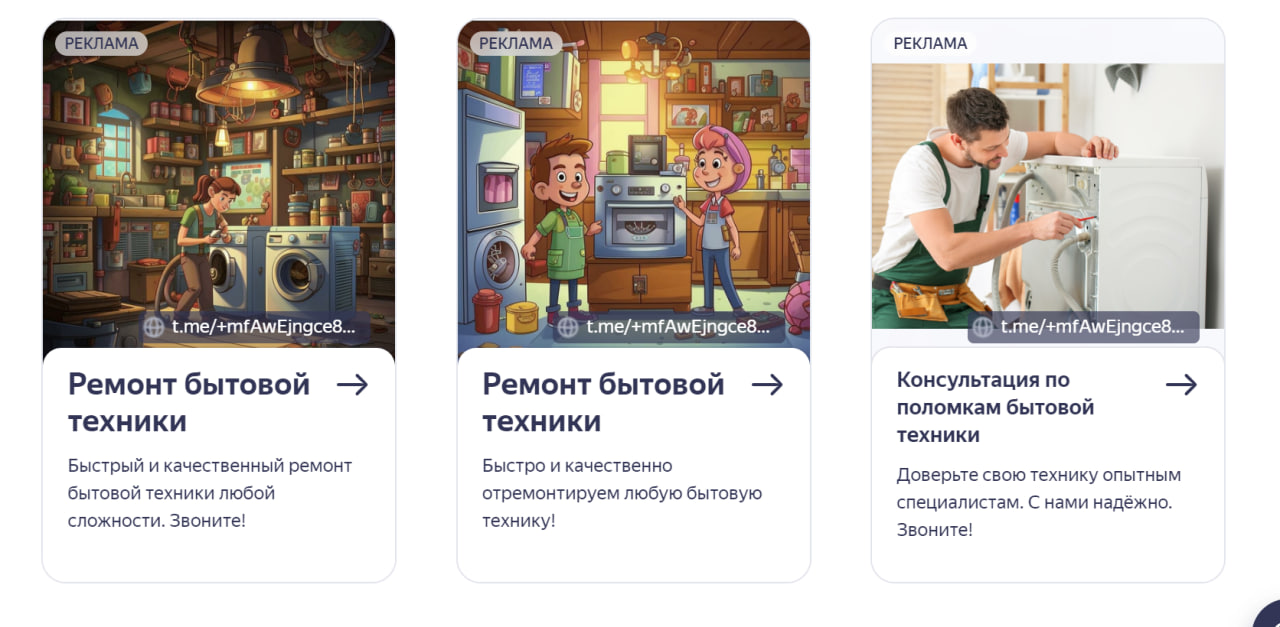 РЕКЛАМА
t.me/+mfAwEjngce8...
Ремонт бытовой
техники
Быстрый и качественный ремонт
бытовой техники любой
сложности. Звоните!
РЕКЛАМА
t.me/+mfAwEjngce8...
Ремонт бытовой
техники
Быстро и качественно
отремонтируем любую бытовую
технику!
РЕКЛАМА
t.me/+mfAwEjngce8...
Консультация по
поломкам бытовой
техники
Доверьте свою технику опытным
специалистам. С нами надёжно.
Звоните!